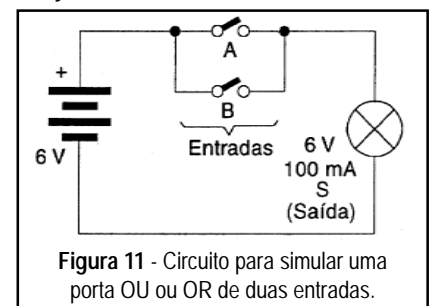 A
+
B
6 V
Entradas
6 V
100 mA
S
(Saída)
Figura 11 - Circuito para simular uma
porta OU ou OR de duas entradas.